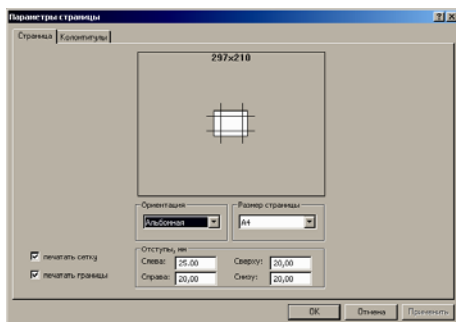 Параметры страницы
Страница Колонтитулы
297x210
Ориентация Размер страницы
Альбомная A4
Отступы, мм
печатать сетку Слева: 25.00 Сверху: 20,00
печатать границы Справа: 20,00 Снизу: 20,00
OK Отмена Применить